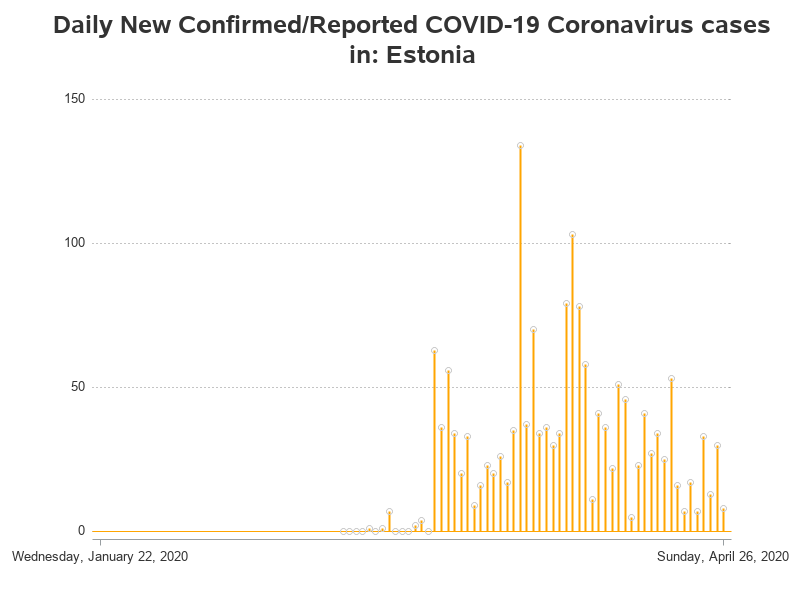 Daily New Confirmed/Reported COVID-19 Coronavirus cases
in: Estonia
150
100
50
0
Wednesday, January 22, 2020
Sunday, April 26, 2020